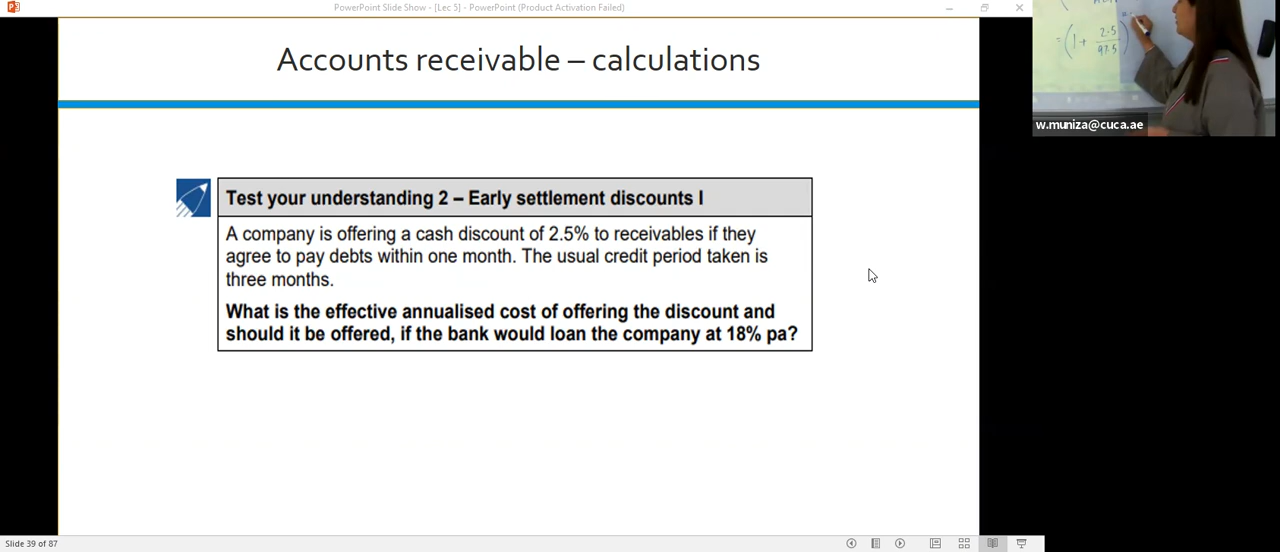 PowerPoint Slide Show - [Lec 3] - PowerPoint (Product Activation Failed)
Accounts receivable – calculations
= (1 + 2.5
97.5 )
w.muniza@cuca.ae
Test your understanding 2 – Early settlement discounts I
A company is offering a cash discount of 2.5% to receivables if they
agree to pay debts within one month. The usual credit period taken is
three months.
What is the effective annualised cost of offering the discount and
should it be offered, if the bank would loan the company at 18% pa?
Slide 39 of 87